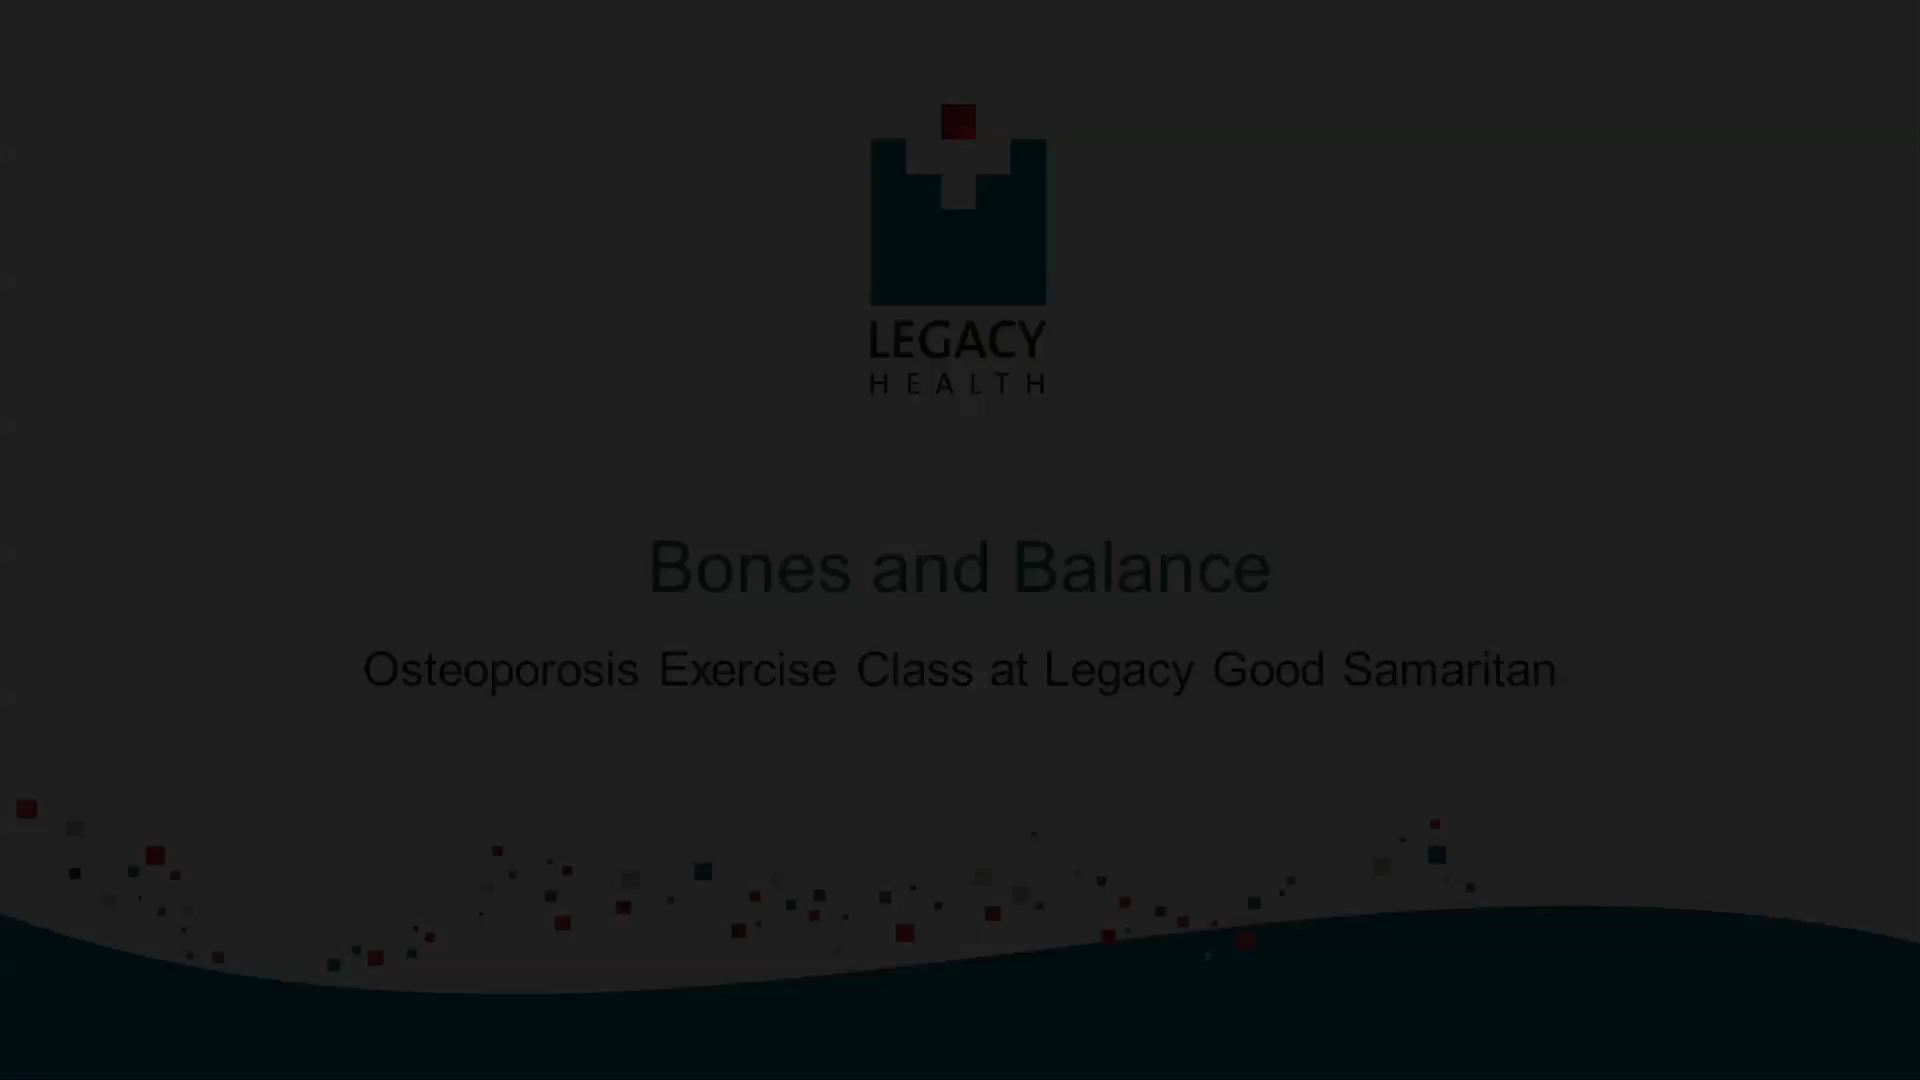 LEGACY
HEALTH
Bones and Balance
Osteoporosis Exercise Class at Legacy Good Samaritan